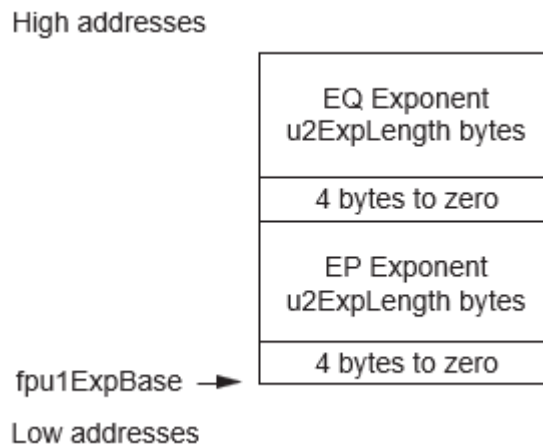 High addresses
EQ Exponent
u2ExpLength bytes
4 bytes to zero
EP Exponent
u2ExpLength bytes
4 bytes to zero
fpu1ExpBase
Low addresses